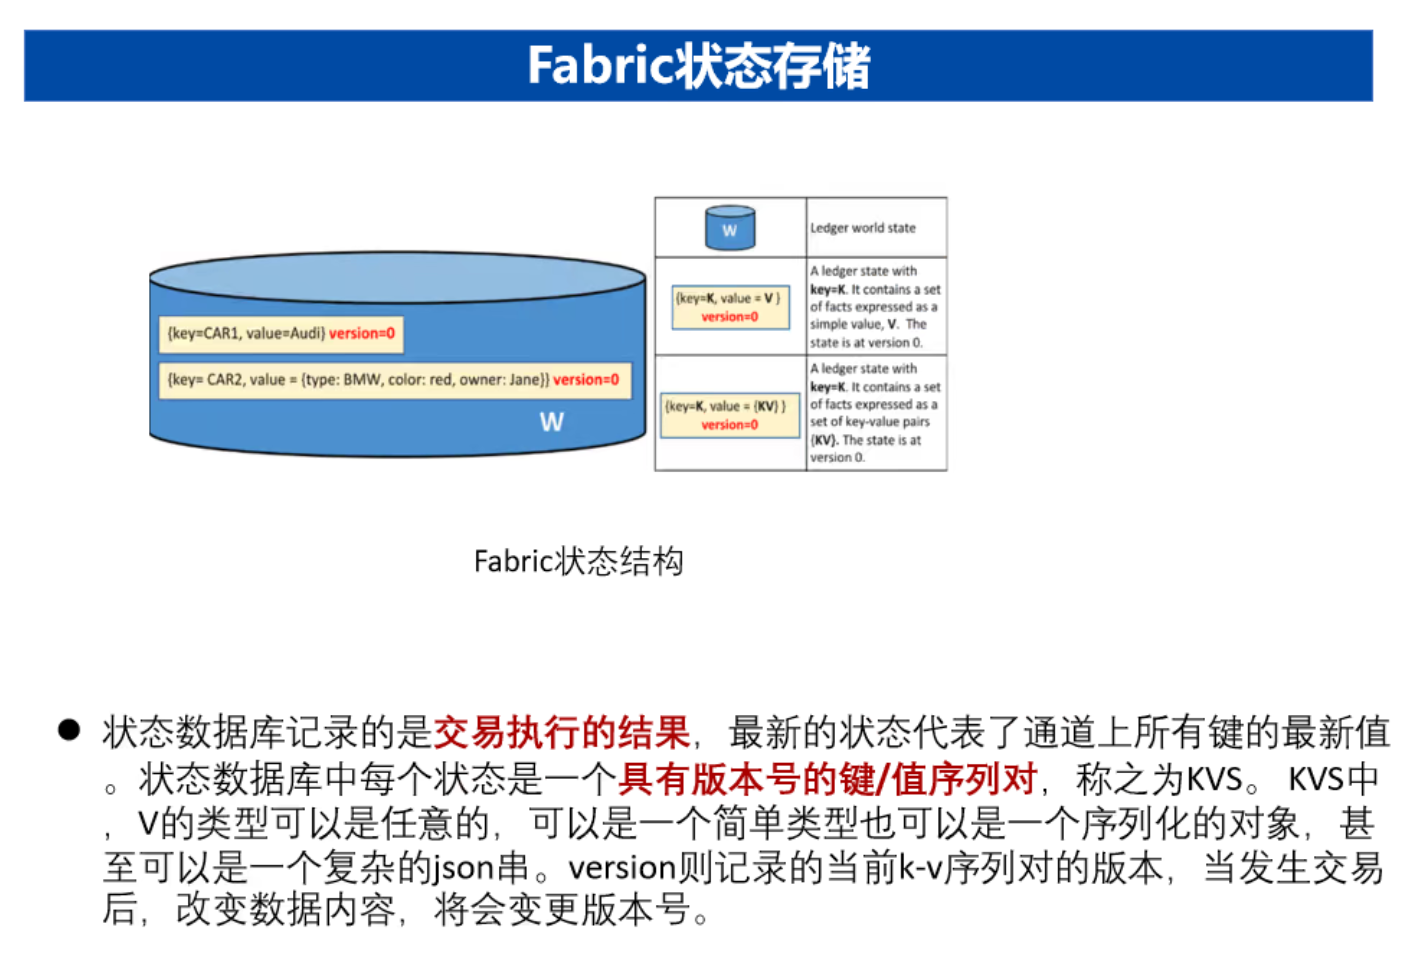 Fabric状态存储
{key=CAR1, value=Audi} version=0
{key= CAR2, value = {type: BMW, color: red, owner: Jane}} version=0
W
W
Ledger world state
{key=K, value = V }
version=0
A ledger state with
key=K. It contains a set
of facts expressed as a
simple value, V. The
state is at version 0.
{key=K, value = {KV} }
version=0
A ledger state with
key=K. It contains a set
of facts expressed as a
set of key-value pairs
{KV}. The state is at
version 0.
Fabric状态结构
● 状态数据库记录的是交易执行的结果，最新的状态代表了通道上所有键的最新值
。状态数据库中每个状态是一个具有版本号的键/值序列对，称之为KVS。 KVS中
，V的类型可以是任意的，可以是一个简单类型也可以是一个序列化的对象，甚
至可以是一个复杂的json串。version则记录的当前k-v序列对的版本，当发生交易
后，改变数据内容，将会变更版本号。